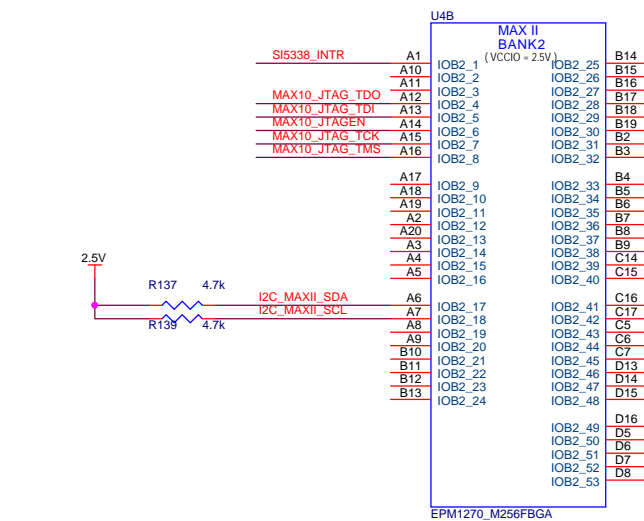 U4B
MAX II
BANK2
( VCCIO = 2.5V )
SI5338_INTR A1 IOB2_1 IOB2_25 B14
A10 IOB2_2 IOB2_26 B15
A11 IOB2_3 IOB2_27 B16
MAX10_JTAG_TDO A12 IOB2_4 IOB2_28 B17
MAX10_JTAG_TDI A13 IOB2_5 IOB2_29 B18
MAX10_JTAGEN A14 IOB2_6 IOB2_30 B19
MAX10_JTAG_TCK A15 IOB2_7 IOB2_31 B2
MAX10_JTAG_TMS A16 IOB2_8 IOB2_32 B3
A17 IOB2_9 IOB2_33 B4
A18 IOB2_10 IOB2_34 B5
A19 IOB2_11 IOB2_35 B6
A2 IOB2_12 IOB2_36 B7
A20 IOB2_13 IOB2_37 B8
A3 IOB2_14 IOB2_38 B9
A4 IOB2_15 IOB2_39 C14
A5 IOB2_16 IOB2_40 C15
2.5V
R137 4.7k I2C_MAXII_SDA A6 IOB2_17 IOB2_41 C16
R139 4.7k I2C_MAXII_SCL A7 IOB2_18 IOB2_42 C17
A8 IOB2_19 IOB2_43 C5
A9 IOB2_20 IOB2_44 C6
B10 IOB2_21 IOB2_45 C7
B11 IOB2_22 IOB2_46 D13
B12 IOB2_23 IOB2_47 D14
B13 IOB2_24 IOB2_48 D15
IOB2_49 D16
IOB2_50 D5
IOB2_51 D6
IOB2_52 D7
IOB2_53 D8
EPM1270_M256FBGA